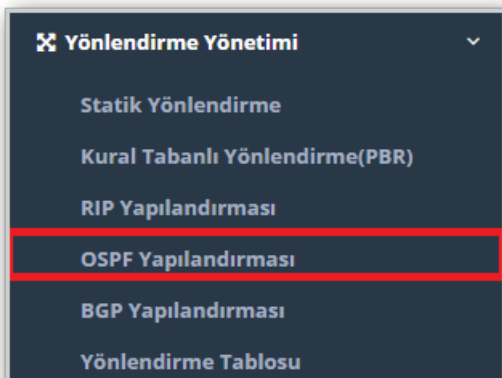 Yönlendirme Yönetimi
Statik Yönlendirme
Kural Tabanlı Yönlendirme(PBR)
RIP Yapılandırması
OSPF Yapılandırması
BGP Yapılandırması
Yönlendirme Tablosu